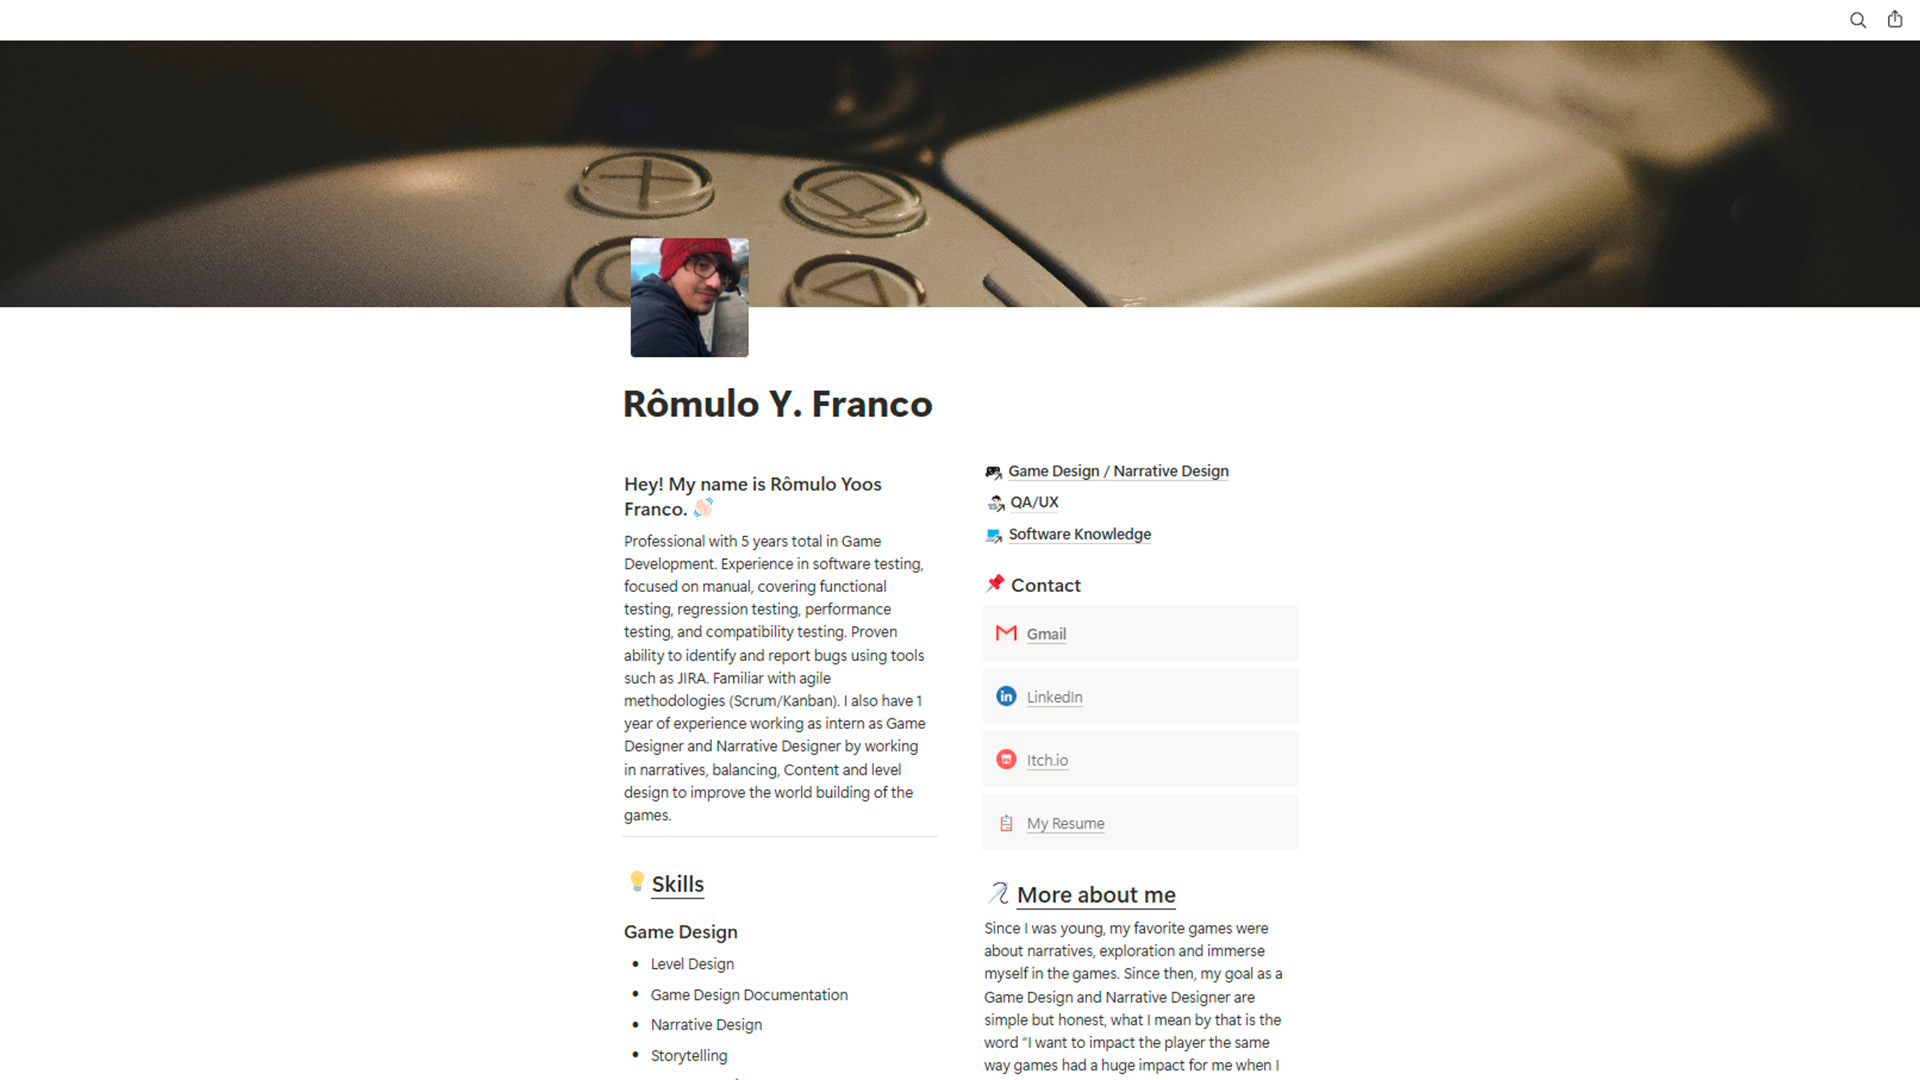 Rômulo Y. Franco
Hey! My name is Rômulo Yoos
Franco. 👋🏻
Professional with 5 years total in Game
Development. Experience in software testing,
focused on manual, covering functional
testing, regression testing, performance
testing, and compatibility testing. Proven
ability to identify and report bugs using tools
such as JIRA. Familiar with agile
methodologies (Scrum/Kanban). I also have 1
year of experience working as intern as Game
Designer and Narrative Designer by working
in narratives, balancing, Content and level
design to improve the world building of the
games.
Skills
Game Design
• Level Design
• Game Design Documentation
• Narrative Design
• Storytelling
Game Design / Narrative Design
QA/UX
Software Knowledge
Contact
Gmail
LinkedIn
Itch.io
My Resume
More about me
Since I was young, my favorite games were
about narratives, exploration and immerse
myself in the games. Since then, my goal as a
Game Design and Narrative Designer are
simple but honest, what I mean by that is the
word “I want to impact the player the same
way games had a huge impact for me when I